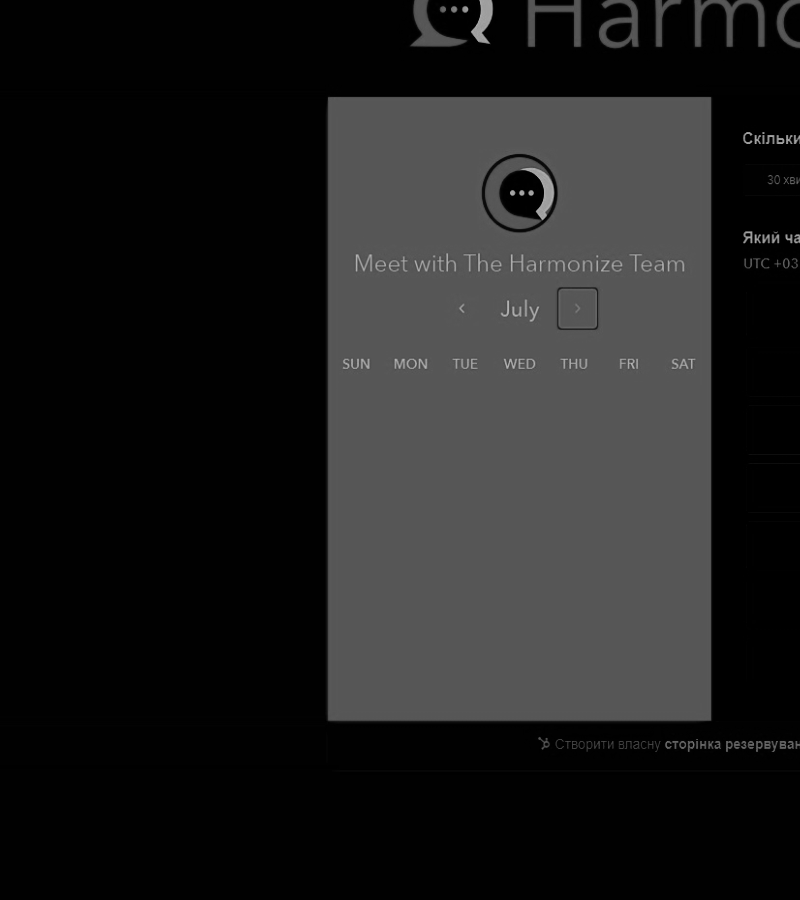 Harmo
Meet with The Harmonize Team
July
SUN MON TUE WED THU FRI SAT
Скільки
30 хви
Який ча
UTC +03
Створити власну сторінка резервуван